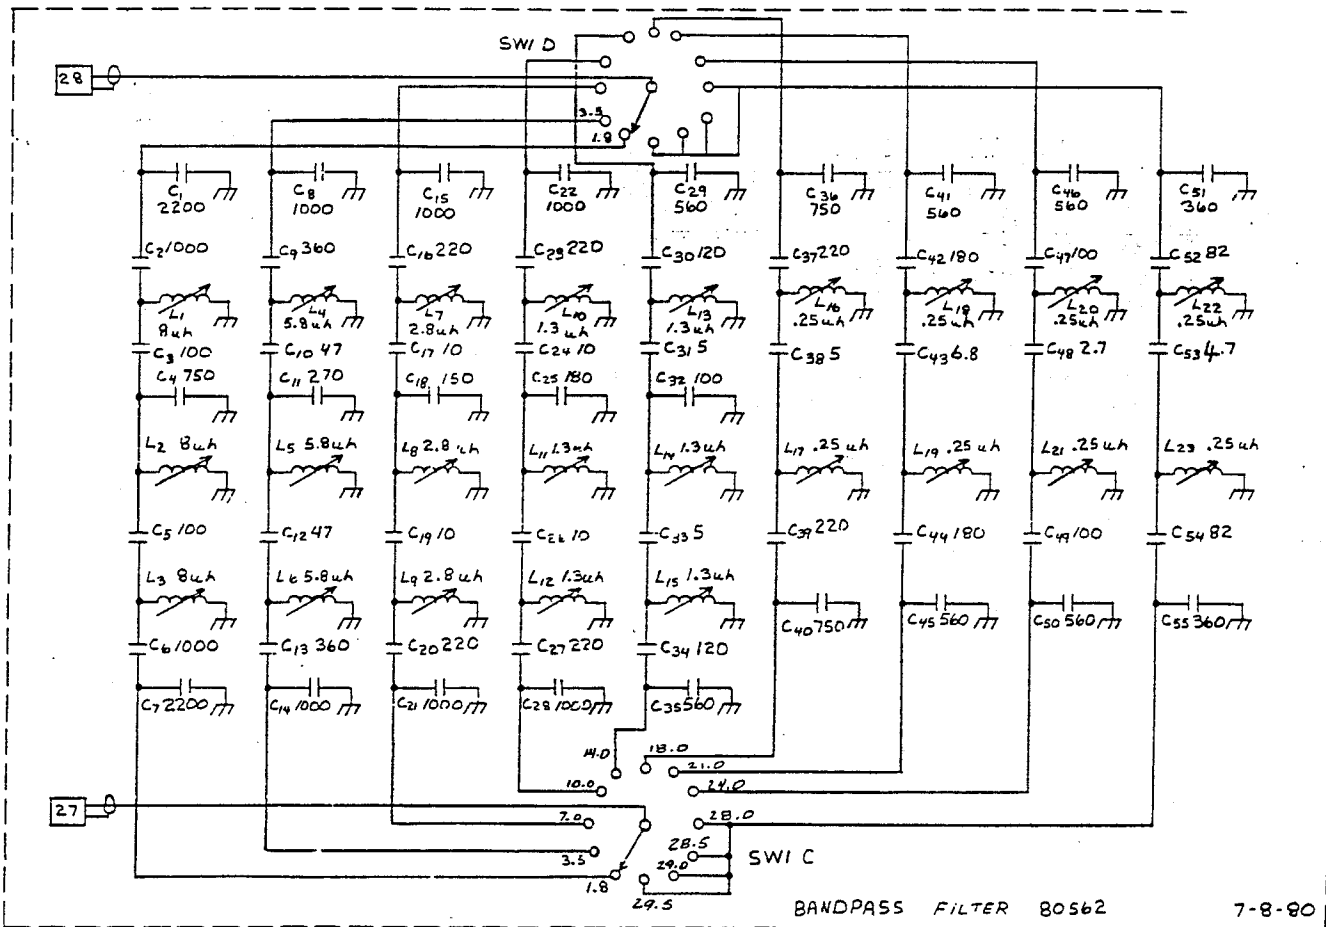 SW1 D
28
3.5
1.8
C1 2200
C8 1000
C15 1000
C22 1000
C29 560
C36 750
C41 560
C46 560
C51 360
C2 1000
C9 360
C16 220
C23 220
C30 120
C37 220
C42 180
C47 100
C52 82
L1 8uh
L4 5.8uh
L7 2.8uh
L10 1.3uh
L13 1.3uh
L16 .25uh
L18 .25uh
L20 .25uh
L22 .25uh
C3 100
C10 47
C17 10
C24 10
C31 5
C38 5
C43 6.8
C48 2.7
C53 4.7
C4 750
C11 270
C18 150
C25 180
C32 100
L2 8uh
L5 5.8uh
L8 2.8uh
L11 1.3uh
L14 1.3uh
L17 .25uh
L19 .25uh
L21 .25uh
L23 .25uh
C5 100
C12 47
C19 10
C26 10
C33 5
C39 220
C44 180
C49 100
C54 82
L3 8uh
L6 5.8uh
L9 2.8uh
L12 1.3uh
L15 1.3uh
C40 750
C45 560
C50 560
C55 360
C6 1000
C13 360
C20 220
C27 220
C34 120
C7 2200
C14 1000
C21 1000
C28 1000
C35 560
14.0
18.0
21.0
10.0
24.0
27
7.0
28.0
3.5
28.5
SW1 C
1.8
29.0
29.5
BANDPASS FILTER 80562
7-8-80